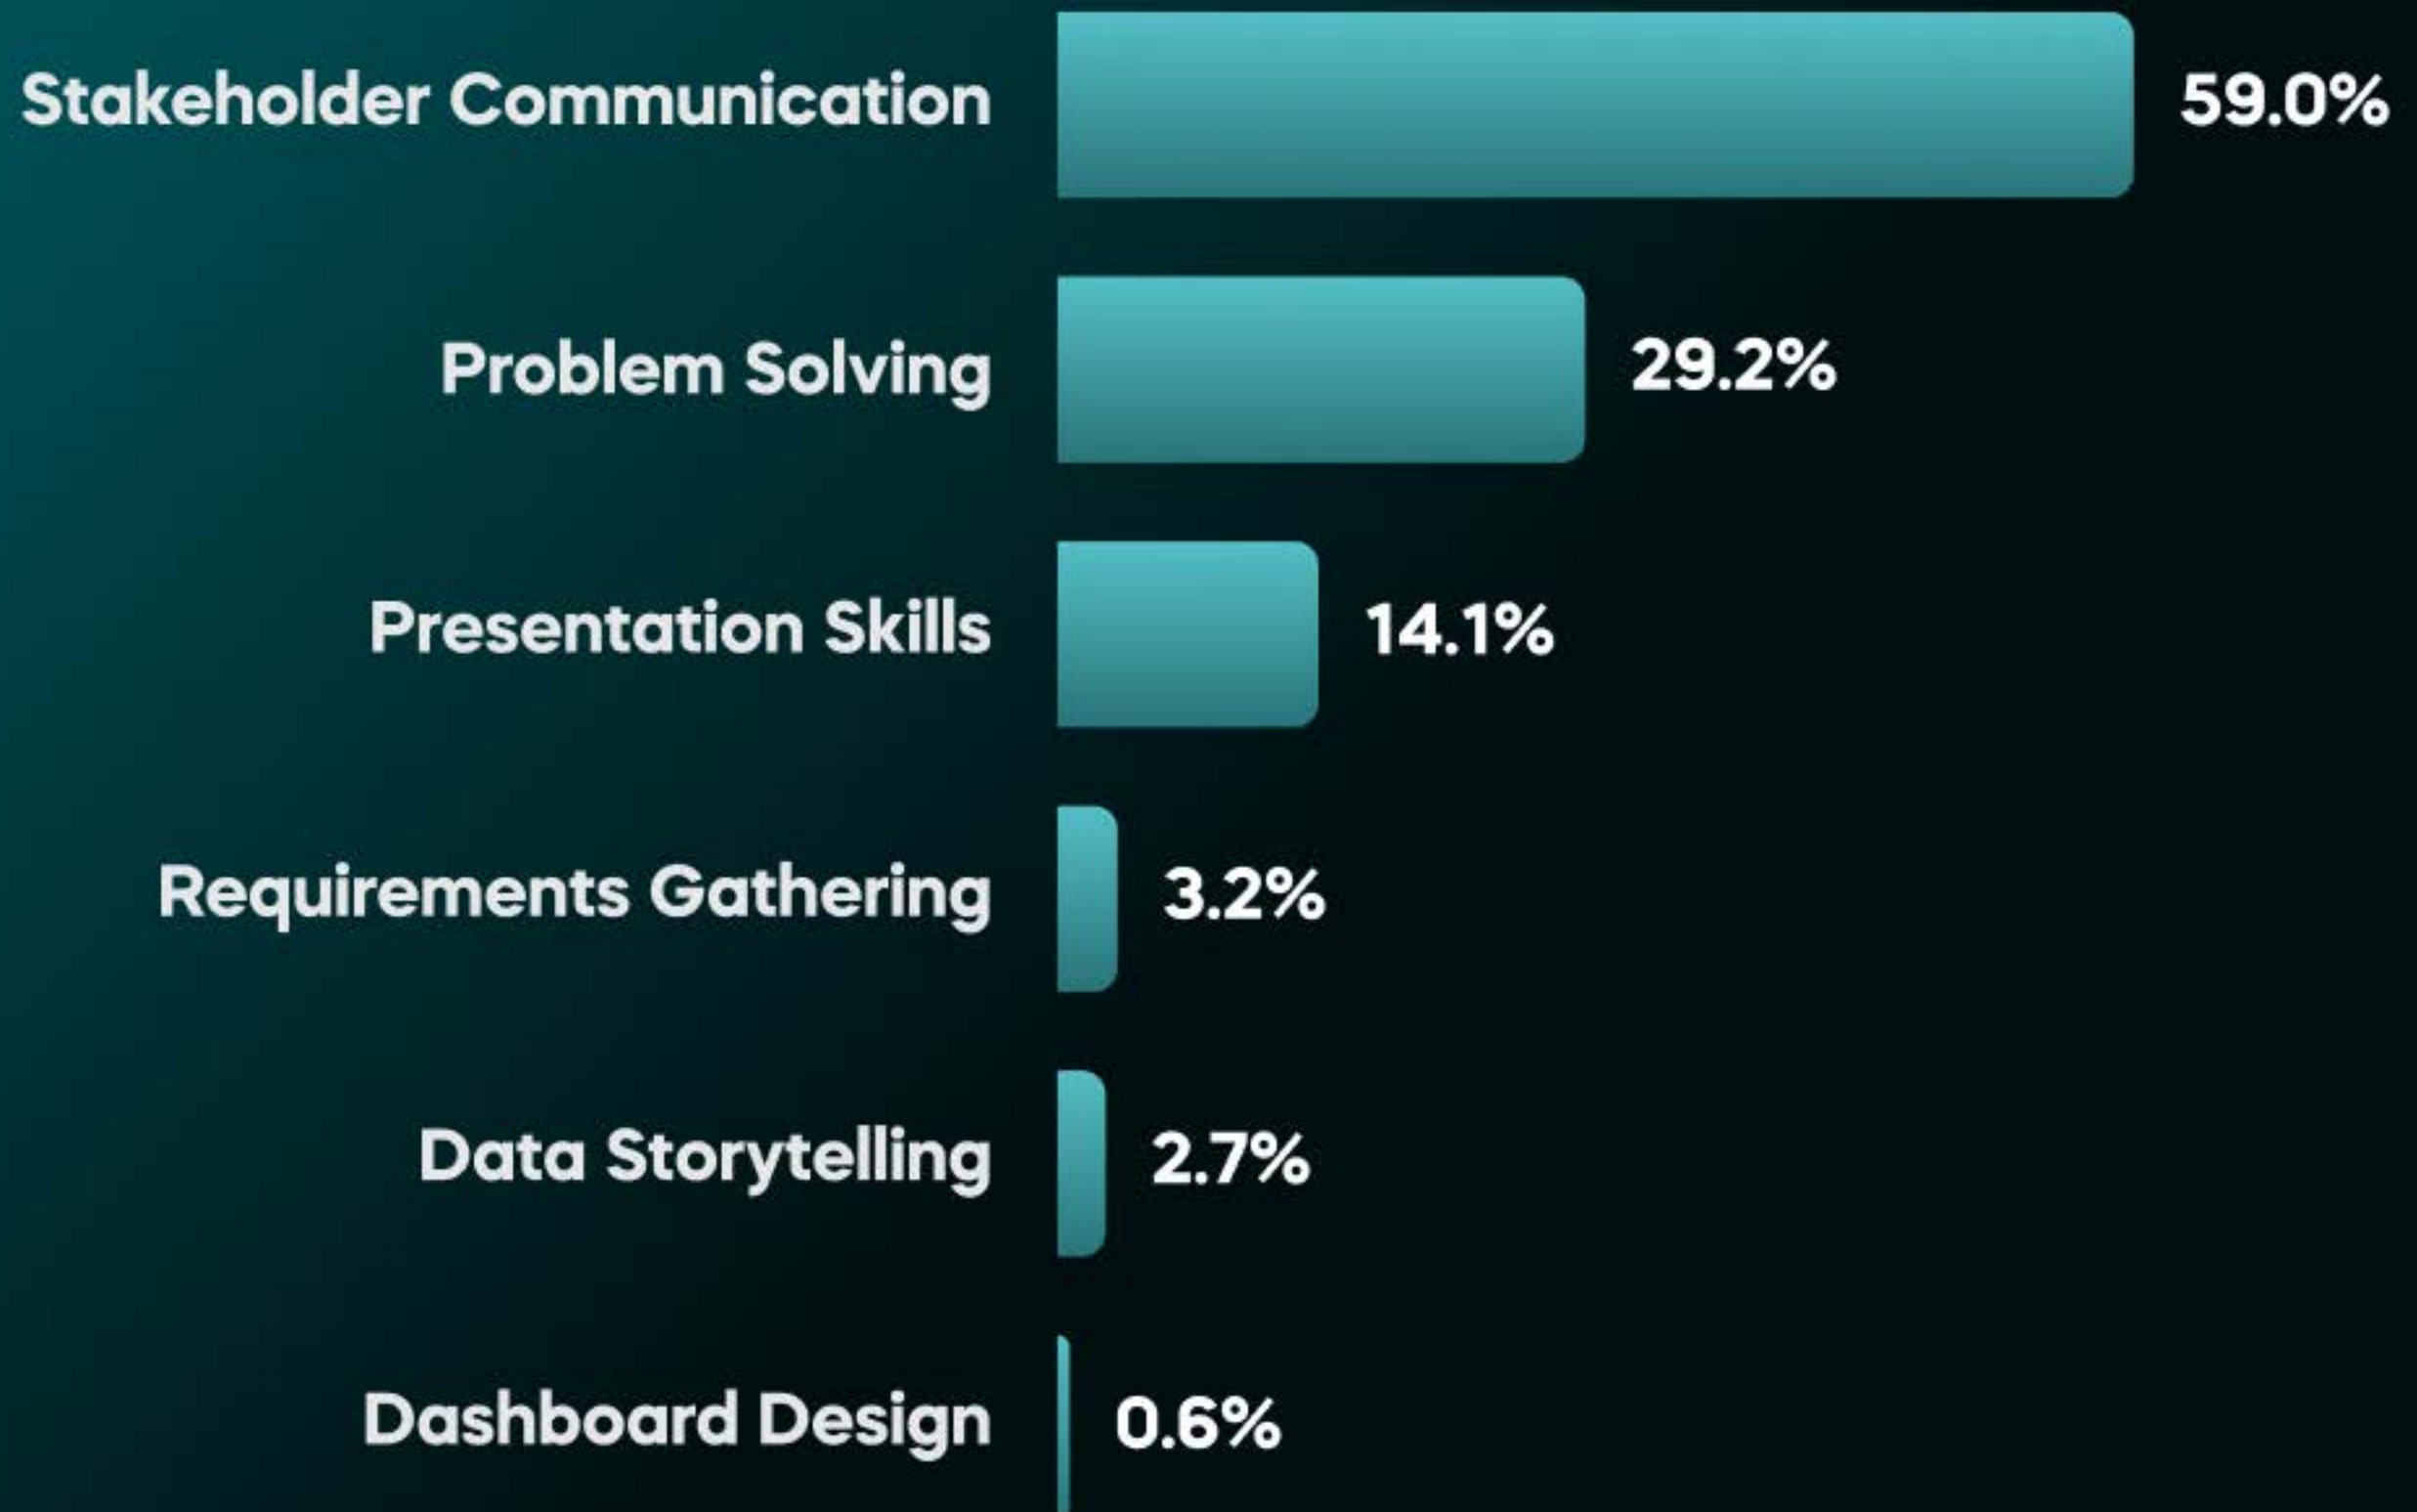 Stakeholder Communication 59.0%
Problem Solving 29.2%
Presentation Skills 14.1%
Requirements Gathering 3.2%
Data Storytelling 2.7%
Dashboard Design 0.6%